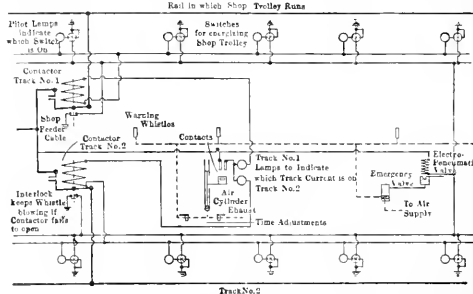 Rail in which Shop Trolley Runs
Pilot Lamps
indicate
which Switch
is On
Switches
for energizing
Shop Trolley
Contactor
Track No.1
Shop
Feeder
Cable
Contactor
Track No.2
Warning
Whistles
Contacts
Track No.1
Lamps to Indicate
which Track Current is on
Track No.2
Air
Cylinder
Exhaust
Time Adjustments
Electro-
Pneumati
Valve
Emergency
Valve
To Air
Supply
Interlock
keeps Whistle
blowing if
Contactor fails
to open
Track No.2